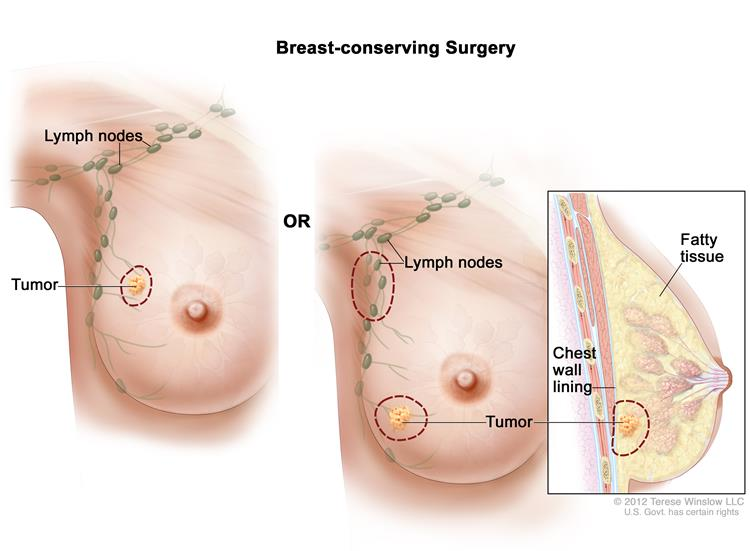 Breast-conserving Surgery
Lymph nodes
Tumor
OR
Lymph nodes
Tumor
Fatty
tissue
Chest
wall
lining
© 2012 Terese Winslow LLC
U.S. Govt. has certain rights